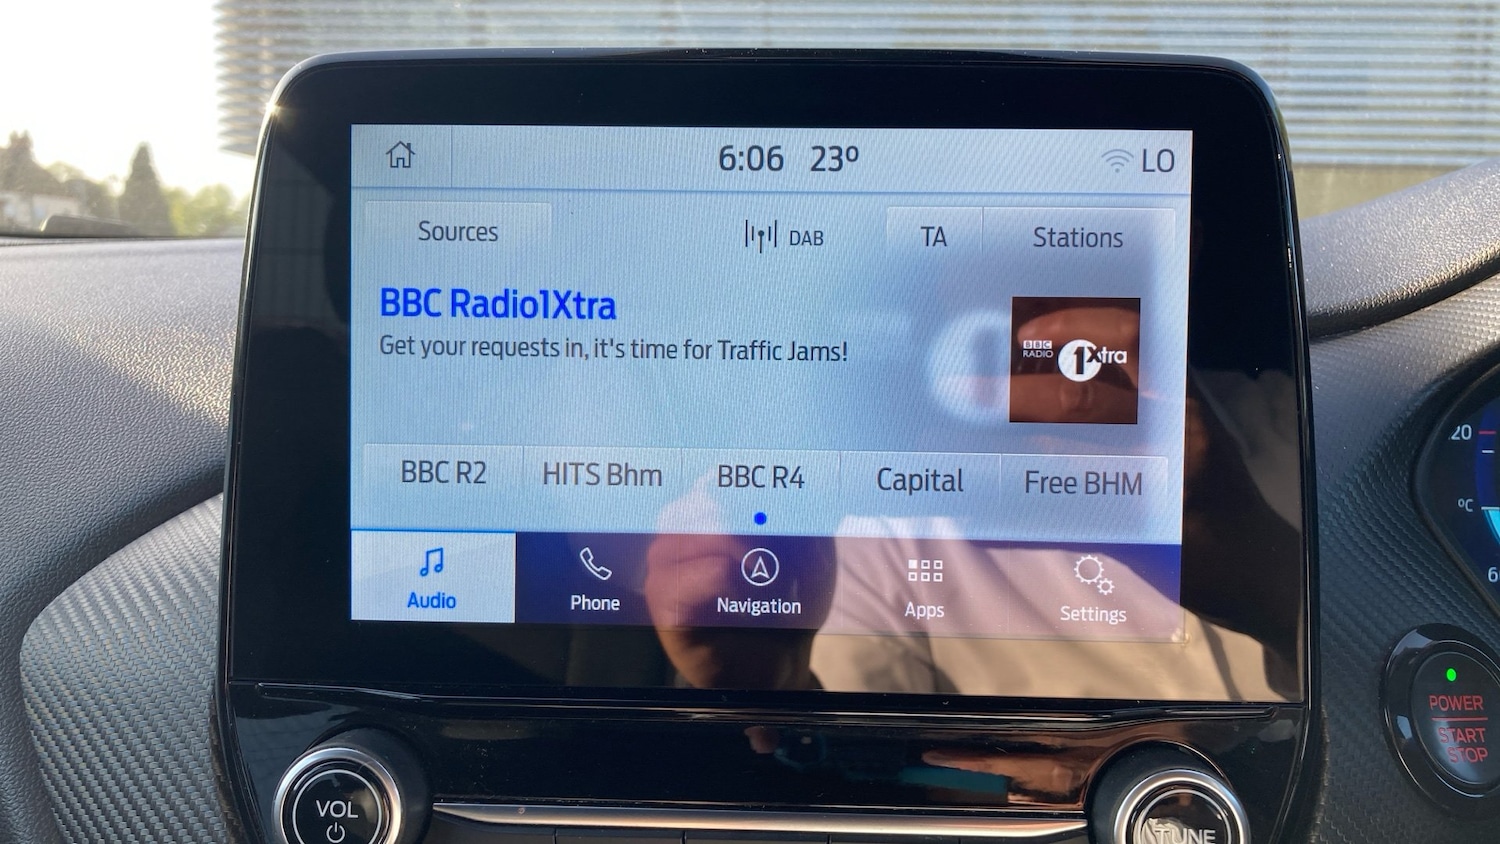 6:06 23º LO
Sources DAB TA Stations
BBC Radio1Xtra
Get your requests in, it's time for Traffic Jams!
BBC
RADIO 1Xtra
BBC R2 HITS Bhm BBC R4 Capital Free BHM
Audio Phone Navigation Apps Settings
20
ºC
6
POWER
START
STOP
VOL
TUNE